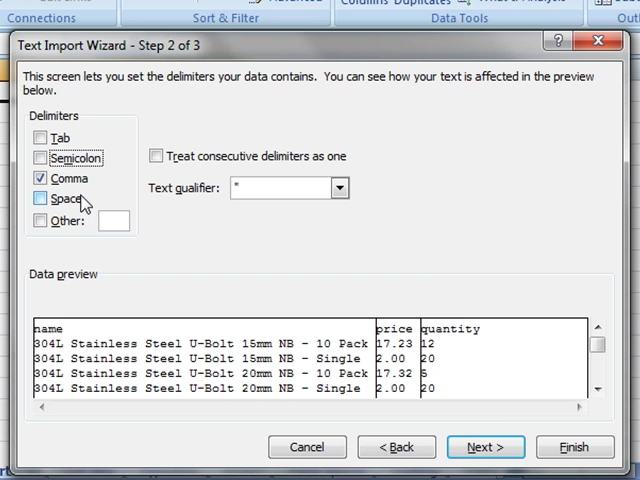 Connections
Sort & Filter
Duplicates
Data Tools
Text Import Wizard - Step 2 of 3
This screen lets you set the delimiters your data contains. You can see how your text is affected in the preview
below.
Delimiters
Tab
Semicolon
Comma
Space
Other:
Treat consecutive delimiters as one
Text qualifier: "
Data preview
name price quantity
304L Stainless Steel U-Bolt 15mm NB - 10 Pack 17.23 12
304L Stainless Steel U-Bolt 15mm NB - Single 2.00 20
304L Stainless Steel U-Bolt 20mm NB - 10 Pack 17.32 5
304L Stainless Steel U-Bolt 20mm NB - Single 2.00 20
Cancel
< Back
Next >
Finish